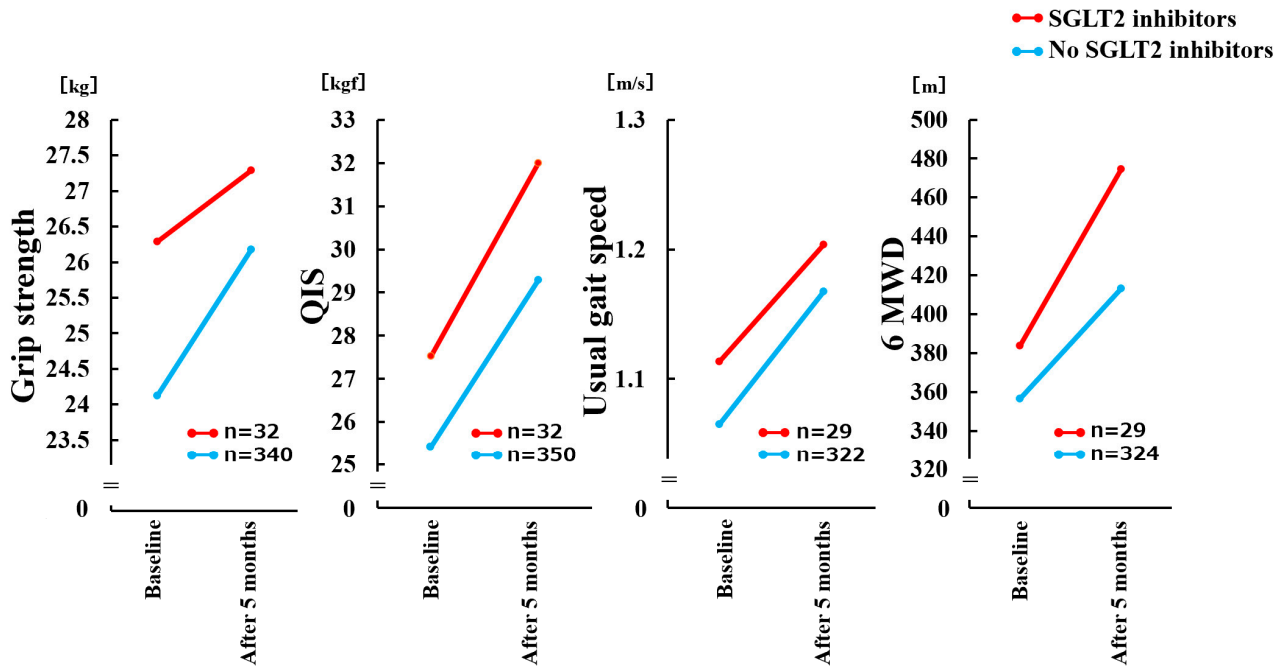 SGLT2 inhibitors
No SGLT2 inhibitors
[kg]
Grip strength
28
27.5
27
26.5
26
25.5
25
24.5
24
23.5
=
0
n=32
n=340
Baseline
After 5 months
[kgf]
QIS
33
32
31
30
29
28
27
26
25
=
0
n=32
n=350
Baseline
After 5 months
[m/s]
Usual gait speed
1.3
1.2
1.1
=
0
n=29
n=322
Baseline
After 5 months
[m]
6 MWD
500
480
460
440
420
400
380
360
340
320
=
0
n=29
n=324
Baseline
After 5 months